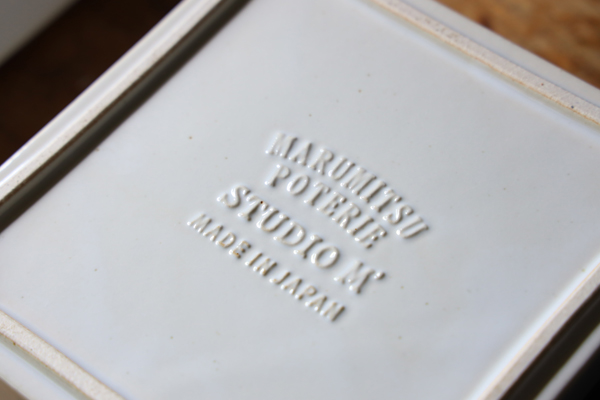 MARUMITSU
POTERIE
STUDIO M'
MADE IN JAPAN